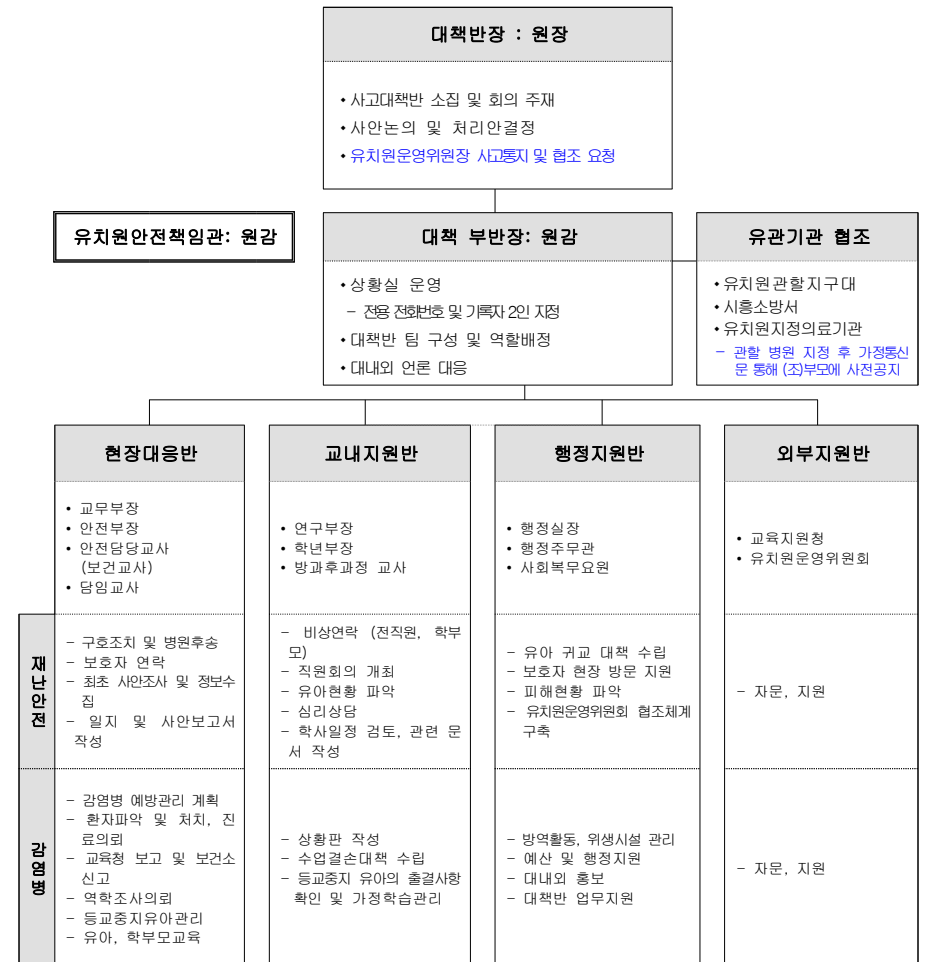 대책반장 : 원장
•사고대책반 소집 및 회의 주재
•사안논의 및 처리안결정
•유치원운영위원장 사고통지 및 협조 요청
유치원안전책임관: 원감
대책 부반장: 원감
•상황실 운영
- 전용 전화번호 및 기록자 2인 지정
•대책반 팀 구성 및 역할배정
•대내외 언론 대응
유관기관 협조
•유치원관할지구대
•시흥소방서
•유치원지정의료기관
- 관할 병원 지정 후 가정통신
문 통해 (조)부모에 사전공지
현장대응반
• 교무부장
• 안전부장
• 안전담당교사
(보건교사)
• 담임교사
교내지원반
• 연구부장
• 학년부장
• 방과후과정 교사
행정지원반
• 행정실장
• 행정주무관
• 사회복무요원
외부지원반
• 교육지원청
• 유치원운영위원회
재난안전
- 구호조치 및 병원후송
- 보호자 연락
- 최초 사안조사 및 정보수
집
- 일지 및 사안보고서
작성
- 비상연락 (전직원, 학부
모)
- 직원회의 개최
- 유아현황 파악
- 심리상담
- 학사일정 검토, 관련 문
서 작성
- 유아 귀교 대책 수립
- 보호자 현장 방문 지원
- 피해현황 파악
- 유치원운영위원회 협조체계
구축
- 자문, 지원
감염병
- 감염병 예방관리 계획
- 환자파악 및 처치, 진
료의뢰
- 교육청 보고 및 보건소
신고
- 역학조사의뢰
- 등교중지유아관리
- 유아, 학부모교육
- 상황판 작성
- 수업결손대책 수립
- 등교중지 유아의 출결사항
확인 및 가정학습관리
- 방역활동, 위생시설 관리
- 예산 및 행정지원
- 대내외 홍보
- 대책반 업무지원
- 자문, 지원